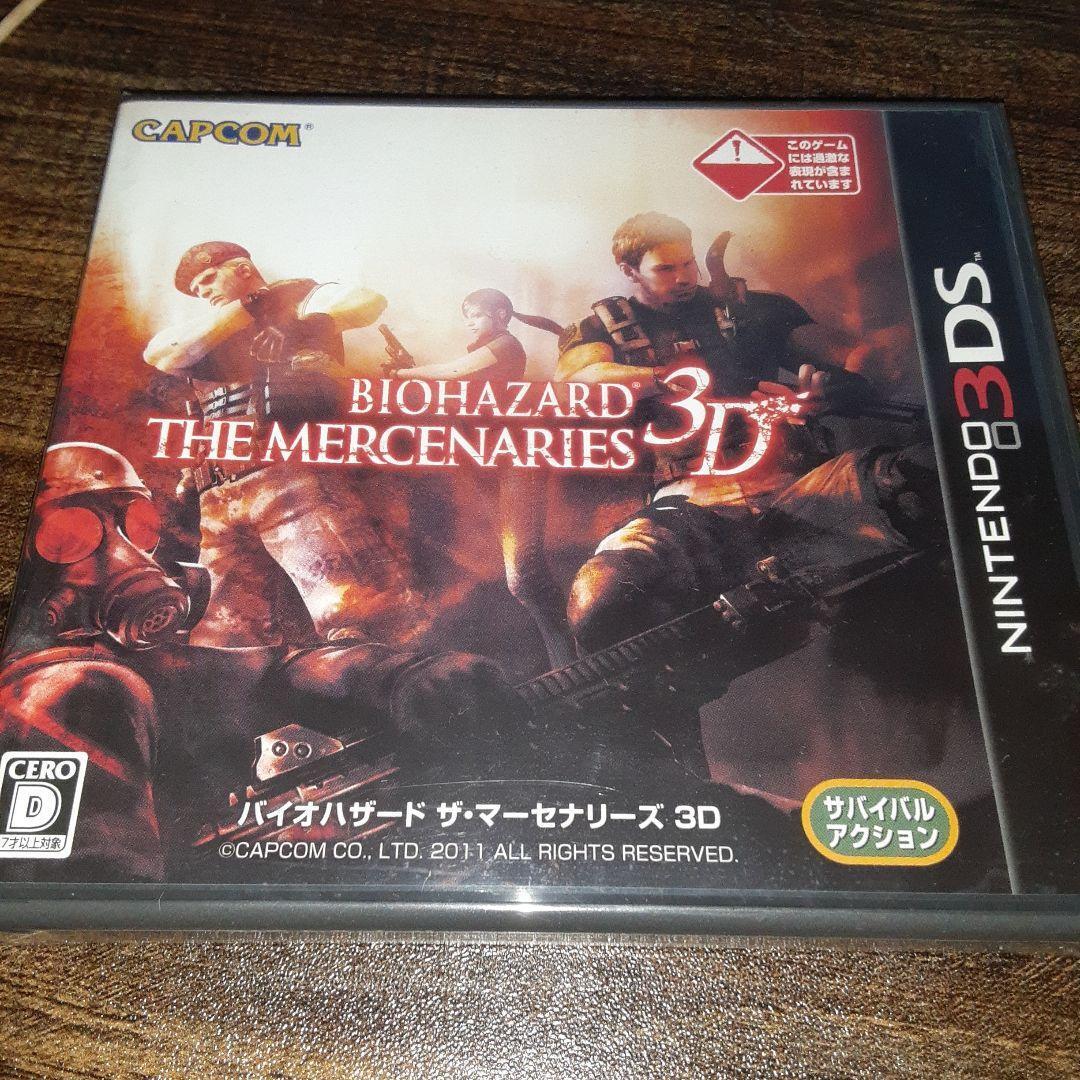 CAPCOM®
このゲーム
には過激な
表現が含ま
れています
BIOHAZARD®
THE MERCENARIES 3D
NINTENDO 3DS™
CERO
D
7才以上対象
バイオハザード ザ・マーセナリーズ 3D
©CAPCOM CO., LTD. 2011 ALL RIGHTS RESERVED.
サバイバル
アクション